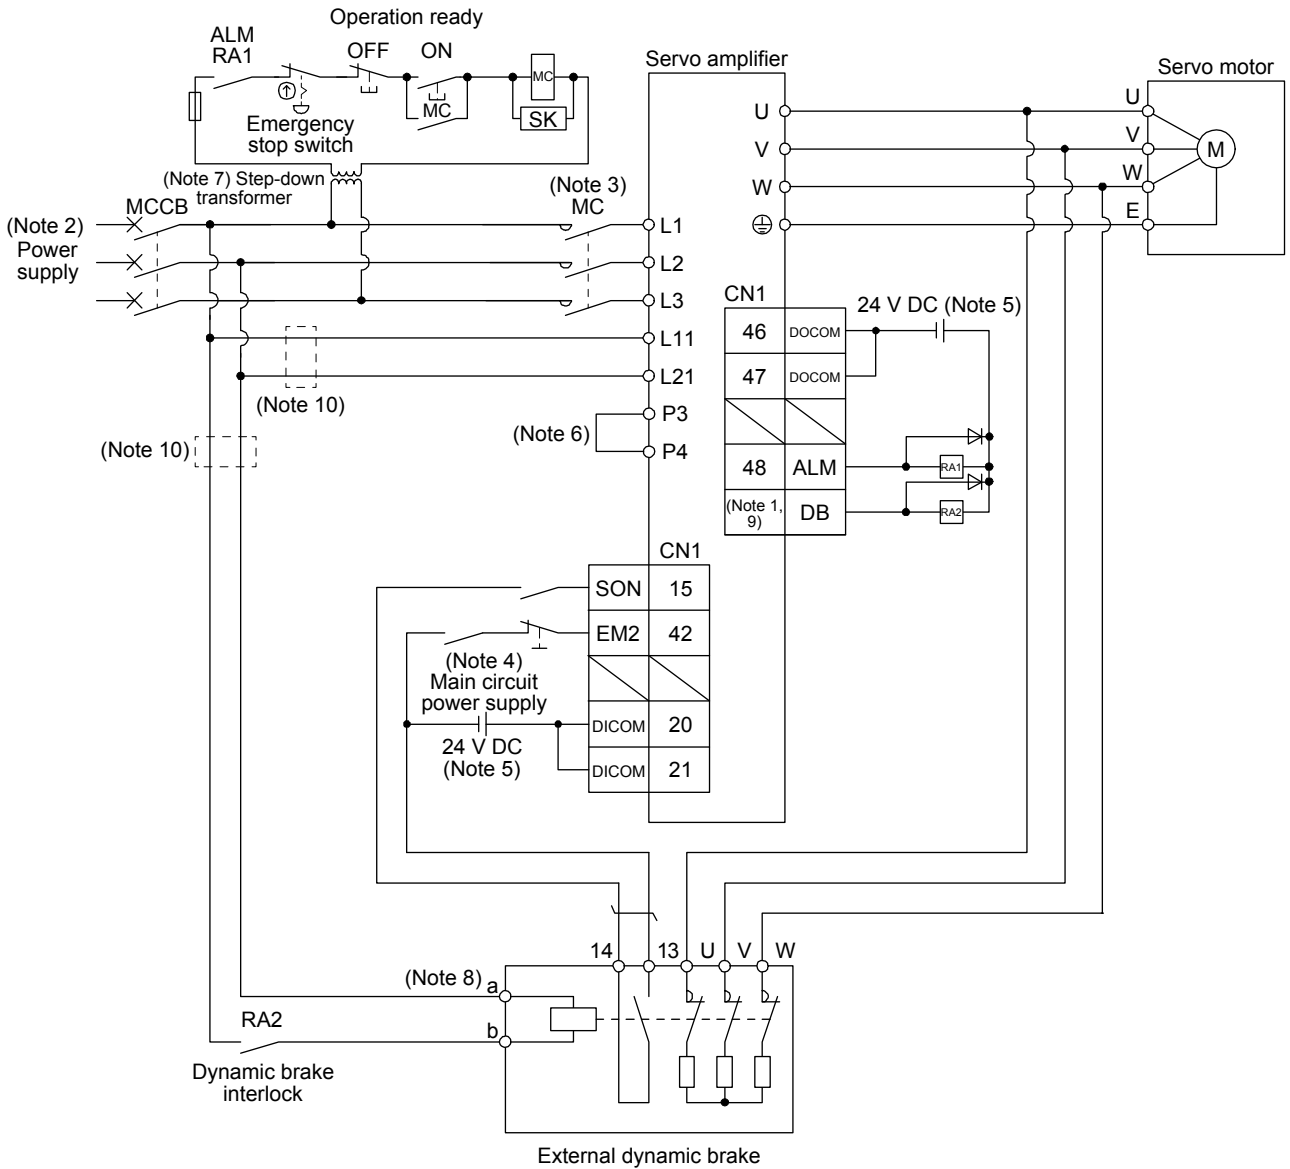 Operation ready
ALM
RA1
OFF
ON
MC
MC
SK
Emergency
stop switch
Servo amplifier
Servo motor
U
V
W
U
V
W
E
M
(Note 7) Step-down
transformer
(Note 3)
MC
MCCB
(Note 2)
Power
supply
L1
L2
L3
L11
L21
(Note 10)
(Note 10)
P3
(Note 6)
P4
CN1
24 V DC (Note 5)
46 DOCOM
47 DOCOM
48 ALM
RA1
(Note 1,
9)
DB
RA2
CN1
SON 15
EM2 42
(Note 4)
Main circuit
power supply
DICOM 20
24 V DC
(Note 5)
DICOM 21
14 13 U V W
(Note 8) a
RA2
b
Dynamic brake
interlock
External dynamic brake